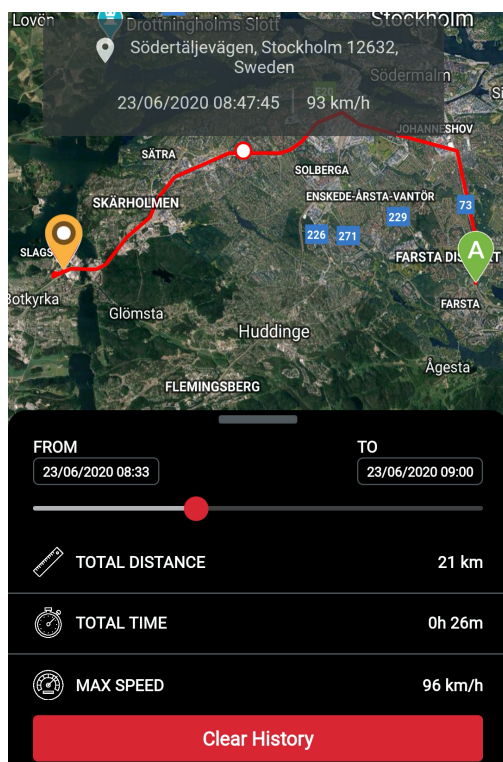 Lovön
Drottningholms Slott
Stockholm
Södertäljevägen, Stockholm 12632,
Sweden
Södermalm
23/06/2020 08:47:45 93 km/h
E20
JOHANNESHOV
SÄTRA
SOLBERGA
SKÄRHOLMEN
ENSKEDE-ÅRSTA-VANTÖR
73
229
226
271
SLAGS
A
FARSTA DIS T
Botkyrka
FARSTA
Glömsta
Huddinge
Ågesta
FLEMINGSBERG
FROM TO
23/06/2020 08:33 23/06/2020 09:00
TOTAL DISTANCE 21 km
TOTAL TIME 0h 26m
MAX SPEED 96 km/h
Clear History